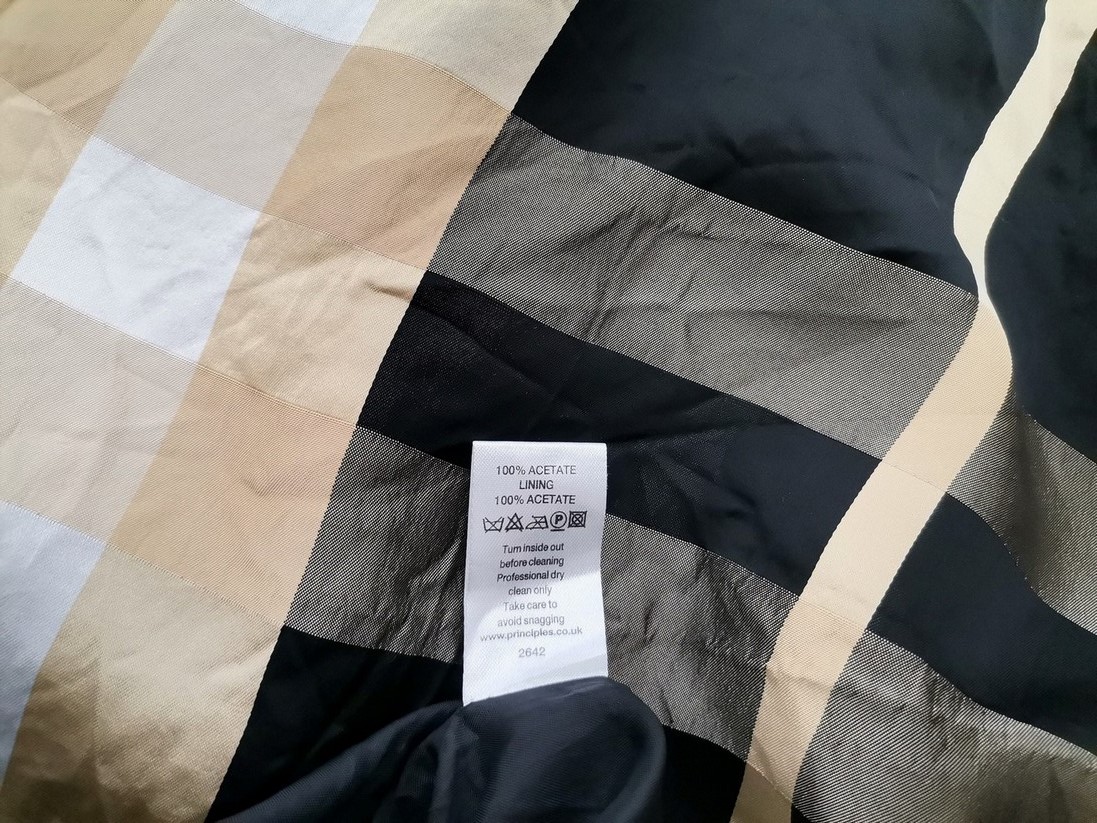 100% ACETATE
LINING
100% ACETATE
P
Turn inside out
before cleaning
Professional dry
clean only
Take care to
avoid snagging
www.principles.co.uk
2642